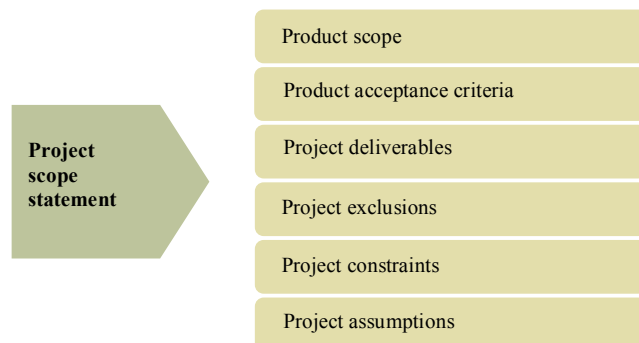 Project
scope
statement
Product scope
Product acceptance criteria
Project deliverables
Project exclusions
Project constraints
Project assumptions